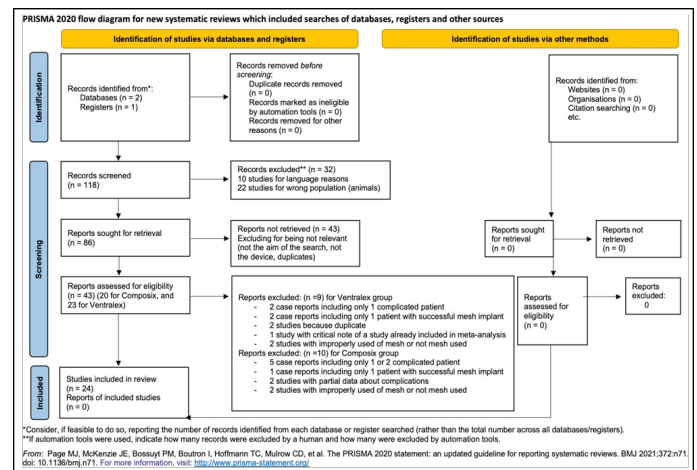 PRISMA 2020 flow diagram for new systematic reviews which included searches of databases, registers and other sources
Identification of studies via databases and registers
Identification of studies via other methods
Identification
Records identified from*:
Databases (n = 2)
Registers (n = 1)
Records removed before
screening:
Duplicate records removed
(n = 0)
Records marked as ineligible
by automation tools (n = 0)
Records removed for other
reasons (n = 0)
Records identified from:
Websites (n = 0)
Organisations (n = 0)
Citation searching (n = 0)
etc.
Screening
Records screened
(n = 118)
Records excluded** (n = 32)
10 studies for language reasons
22 studies for wrong population (animals)
Reports sought for retrieval
(n = 86)
Reports not retrieved (n = 43)
Excluding for being not relevant
(not the aim of the search, not
the device, duplicates)
Reports sought
for retrieval
(n = 0)
Reports not
retrieved
(n = 0)
Reports assessed for eligibility
(n = 43) (20 for Composix, and
23 for Ventralex)
Reports excluded: (n =9) for Ventralex group
- 2 case reports including only 1 complicated patient
- 2 case reports including only 1 patient with successful mesh implant
- 2 studies because duplicate
- 1 study with critical note of a study already included in meta-analysis
- 2 studies with improperly used of mesh or not mesh used
Reports excluded: (n =10) for Composix group
- 5 case reports including only 1 or 2 complicated patient
- 1 case reports including only 1 patient with successful mesh implant
- 2 studies with partial data about complications
- 2 studies with improperly used of mesh or not mesh used
Reports
assessed for
eligibility
(n = 0)
Reports
excluded:
0
Included
Studies included in review
(n = 24)
Reports of included studies
(n = 0)
*Consider, if feasible to do so, reporting the number of records identified from each database or register searched (rather than the total number across all databases/registers).
**If automation tools were used, indicate how many records were excluded by a human and how many were excluded by automation tools.
From: Page MJ, McKenzie JE, Bossuyt PM, Boutron I, Hoffmann TC, Mulrow CD, et al. The PRISMA 2020 statement: an updated guideline for reporting systematic reviews. BMJ 2021;372:n71.
doi: 10.1136/bmj.n71. For more information, visit: http://www.prisma-statement.org/